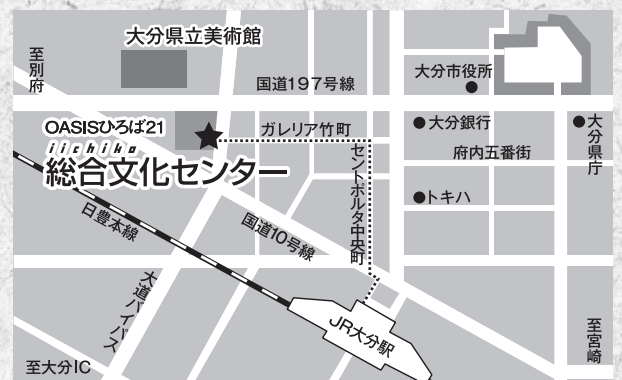 大分県立美術館
至別府
国道197号線
大分市役所
OASISひろば21
iichiko
総合文化センター
ガレリア竹町
大分銀行
大分県庁
府内五番街
セントポルタ中央町
トキハ
日豊本線
国道10号線
大道バイパス
JR大分駅
至宮崎
至大分IC